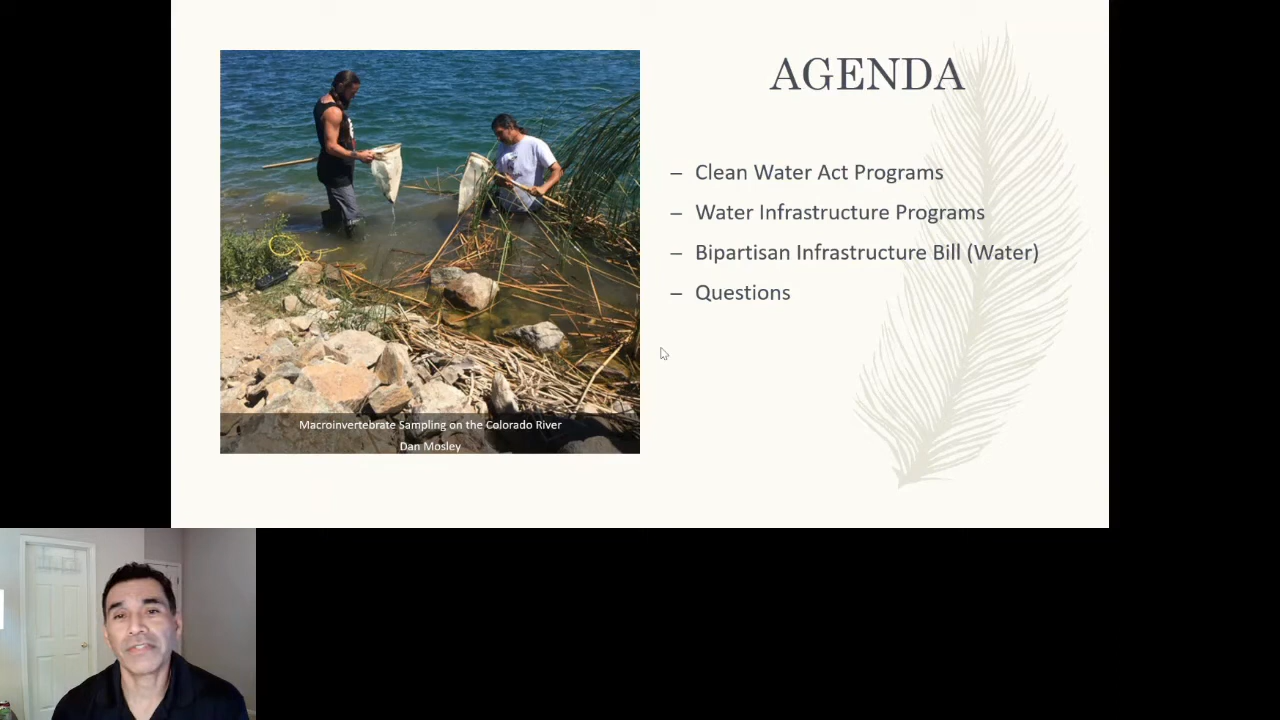 AGENDA
– Clean Water Act Programs
– Water Infrastructure Programs
– Bipartisan Infrastructure Bill (Water)
– Questions
Macroinvertebrate Sampling on the Colorado River
Dan Mosley